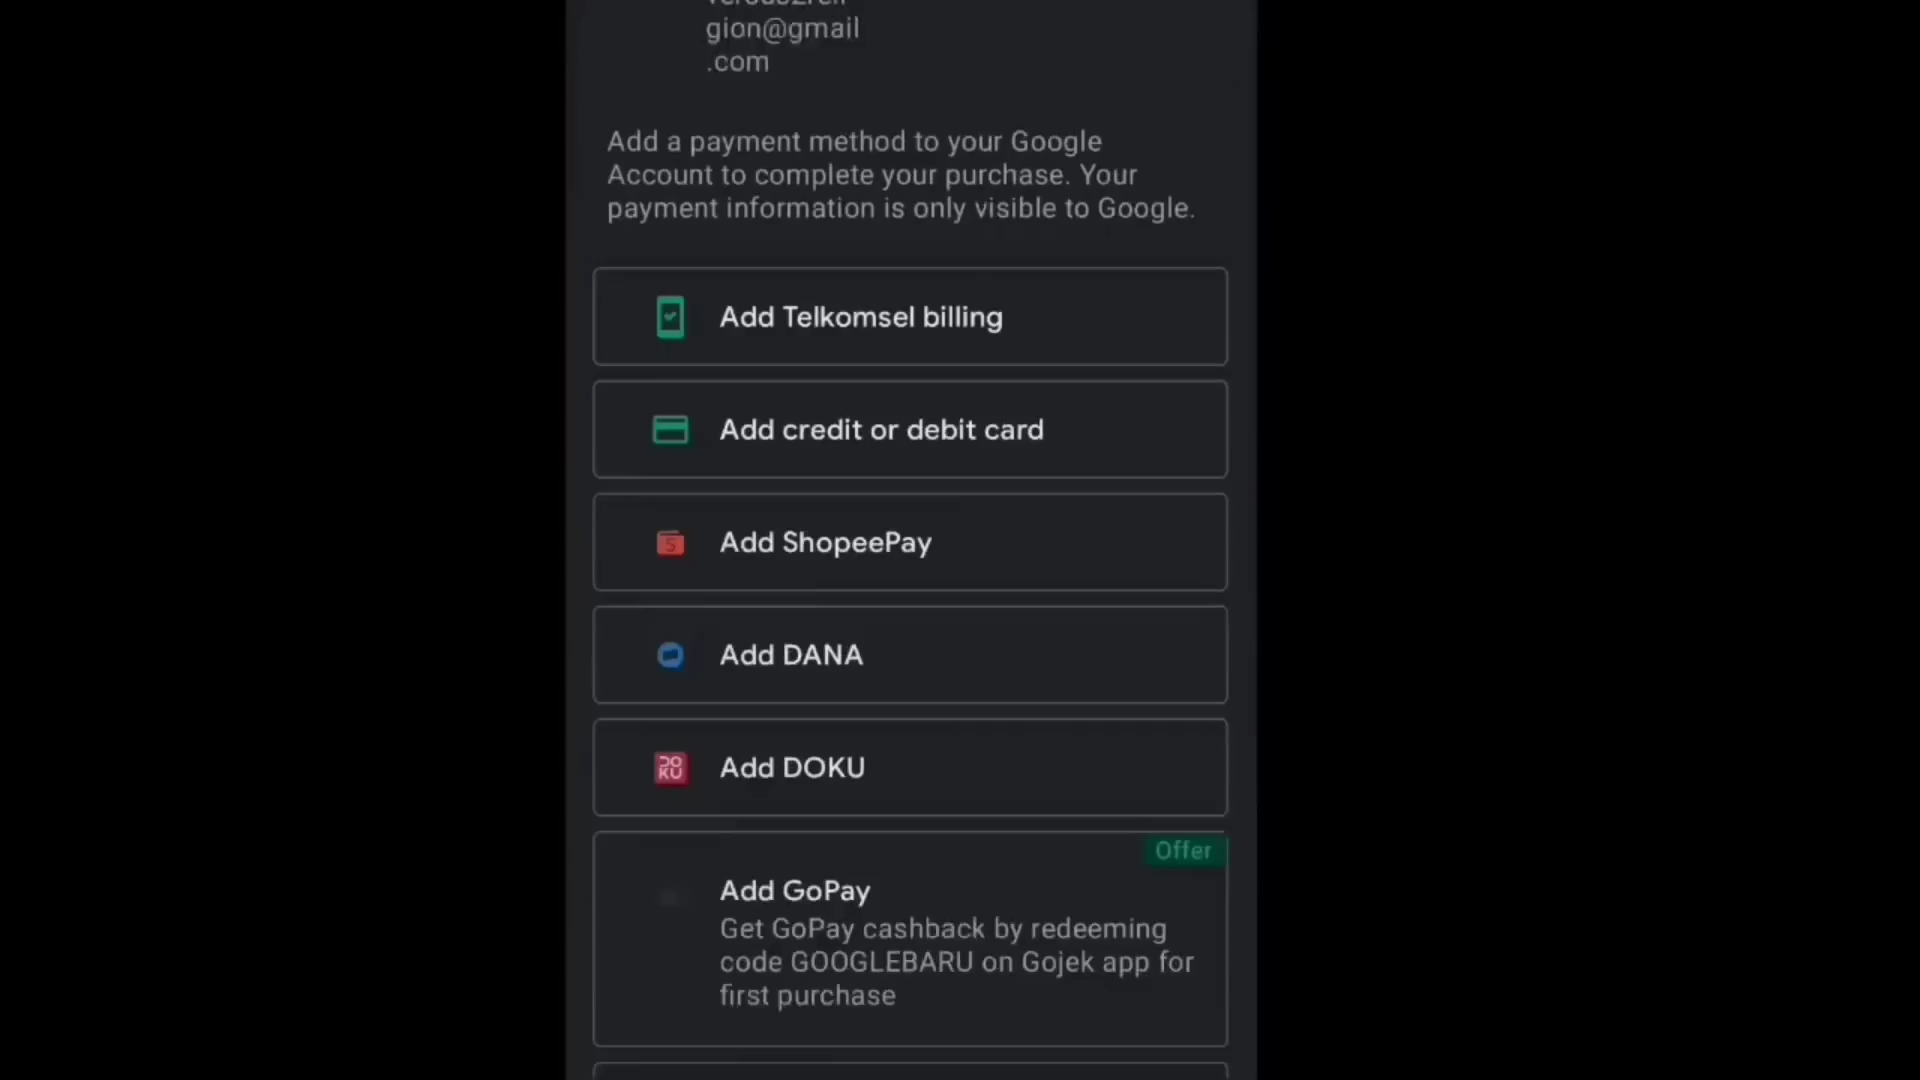 gion@gmail
.com
Add a payment method to your Google
Account to complete your purchase. Your
payment information is only visible to Google.
Add Telkomsel billing
Add credit or debit card
S
Add ShopeePay
Add DANA
DO
KU
Add DOKU
Offer
Add GoPay
Get GoPay cashback by redeeming
code GOOGLEBARU on Gojek app for
first purchase